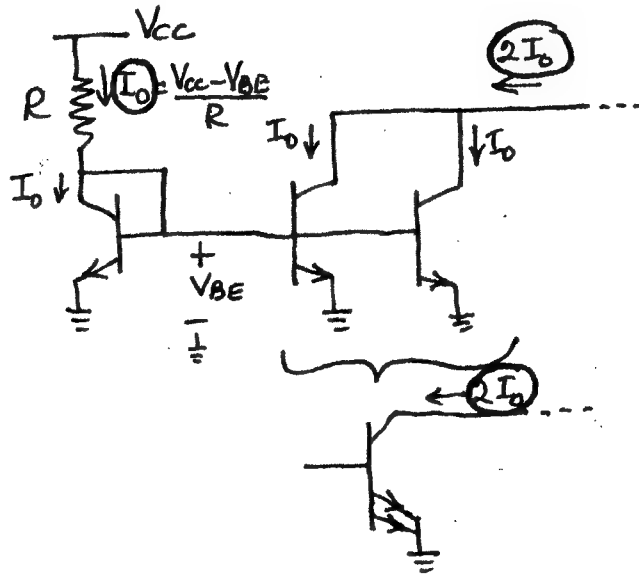 VCC
2I₀
R I₀ = VCC-VBE / R
I₀ I₀ I₀
+
VBE
-
2I₀